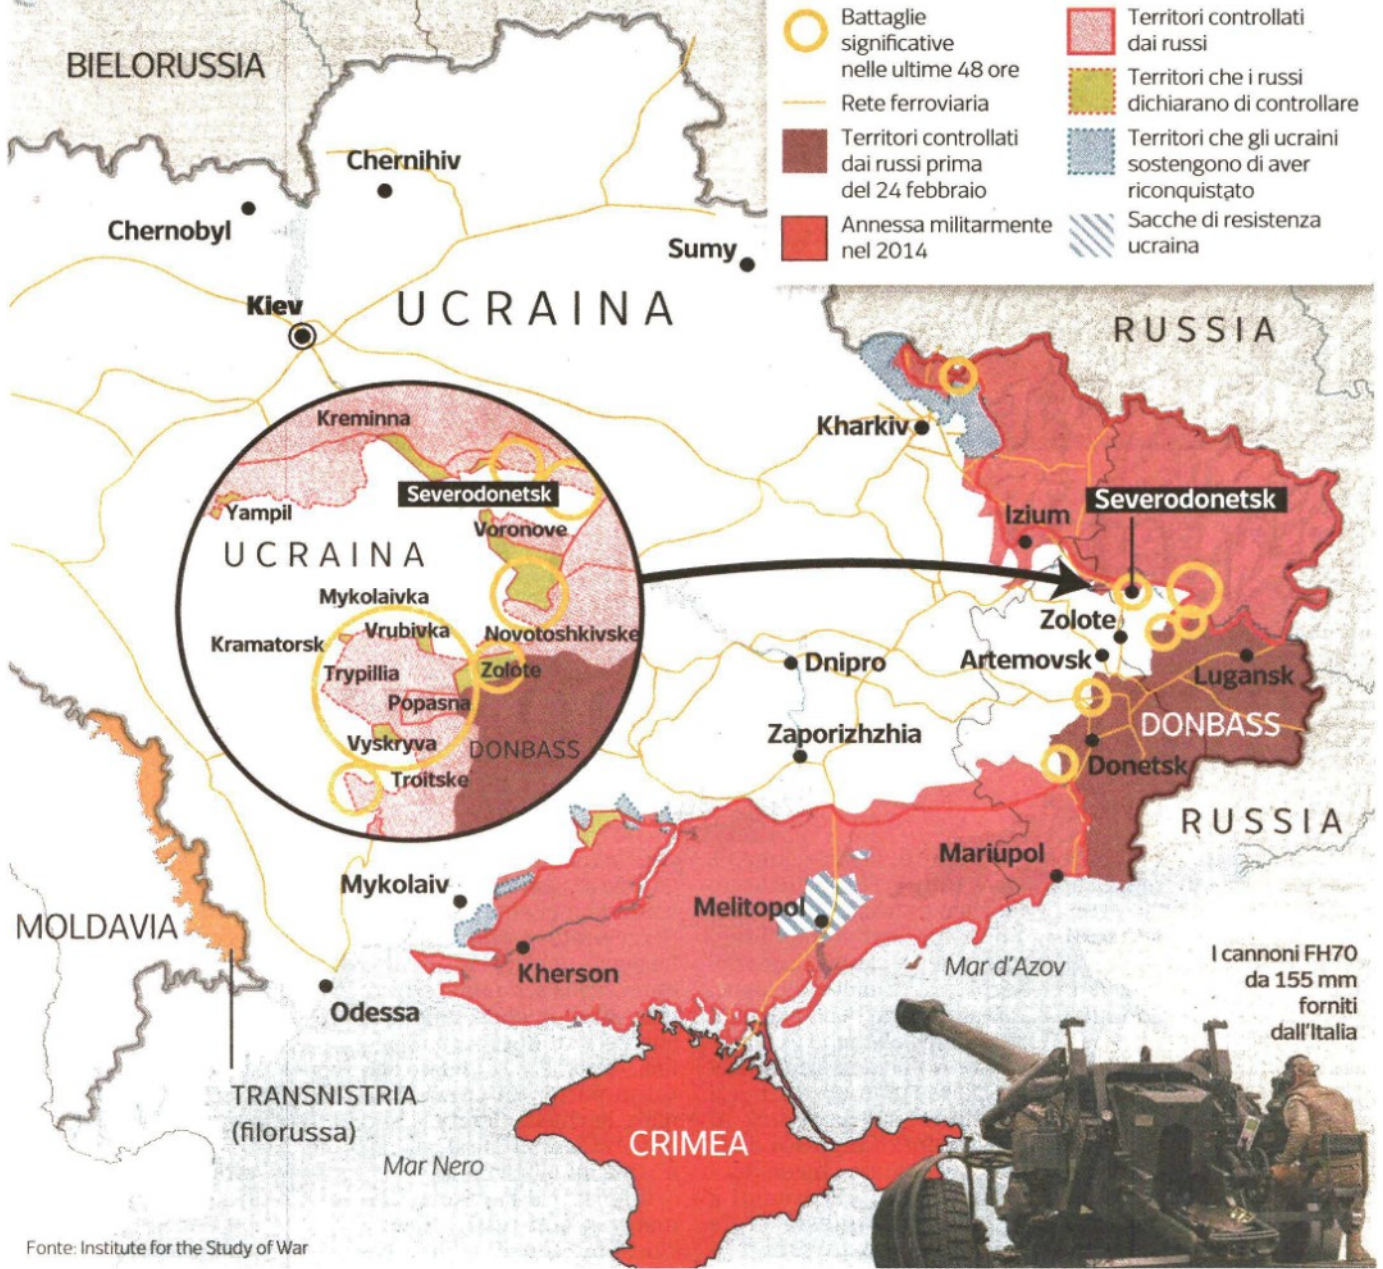 Battaglie
significative
nelle ultime 48 ore
Rete ferroviaria
Territori controllati
dai russi prima
del 24 febbraio
Annessa militarmente
nel 2014
Territori controllati
dai russi
Territori che i russi
dichiarano di controllare
Territori che gli ucraini
sostengono di aver
riconquistato
Sacche di resistenza
ucraina
BIELORUSSIA
Chernihiv
Chernobyl
Sumy
Kiev
UCRAINA
RUSSIA
Kharkiv
Izium
Severodonetsk
Zolote
Artemovsk
Lugansk
DONBASS
Donetsk
RUSSIA
Dnipro
Zaporizhzhia
Kreminna
Severodonetsk
Yampil
Voronove
UCRAINA
Mykolaivka
Vrubivka
Novotoshkivske
Kramatorsk
Trypillia
Zolote
Popasna
Vyskryva
DONBASS
Troitske
Mariupol
Mykolaiv
Melitopol
MOLDAVIA
Kherson
Mar d'Azov
Odessa
I cannoni FH70
da 155 mm
forniti
dall'Italia
TRANSNISTRIA
(filorussa)
CRIMEA
Mar Nero
Fonte: Institute for the Study of War